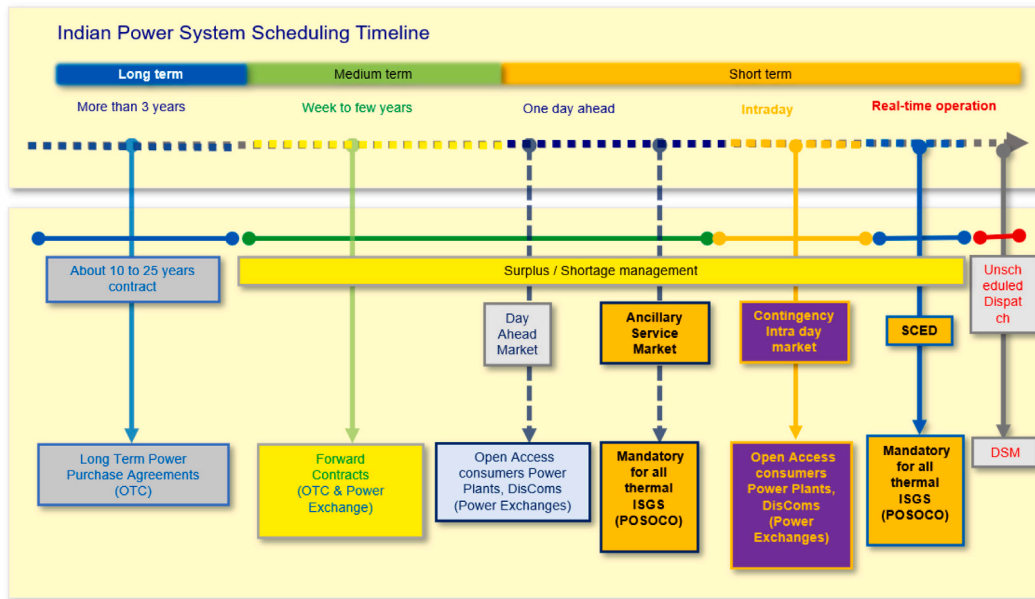 Indian Power System Scheduling Timeline
Long term
Medium term
Short term
More than 3 years
Week to few years
One day ahead
Intraday
Real-time operation
About 10 to 25 years
contract
Surplus / Shortage management
Unsc
heduled
Dispat
ch
Day
Ahead
Market
Ancillary
Service
Market
Contingency
Intra day
market
SCED
Long Term Power
Purchase Agreements
(OTC)
Forward
Contracts
(OTC & Power
Exchange)
Open Access
consumers Power
Plants, DisComs
(Power Exchanges)
Mandatory
for all
thermal
ISGS
(POSOCO)
Open Access
consumers
Power Plants,
DisComs
(Power
Exchanges)
Mandatory
for all
thermal
ISGS
(POSOCO)
DSM